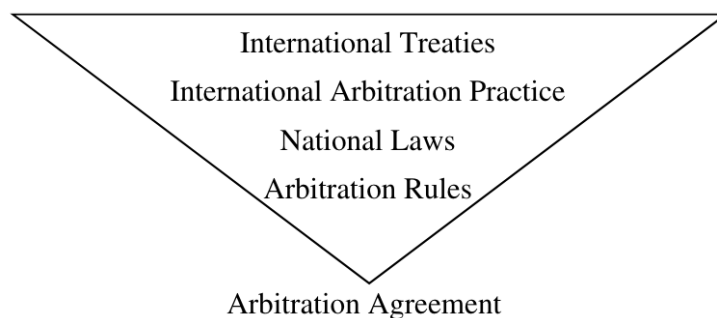 International Treaties
International Arbitration Practice
National Laws
Arbitration Rules
Arbitration Agreement